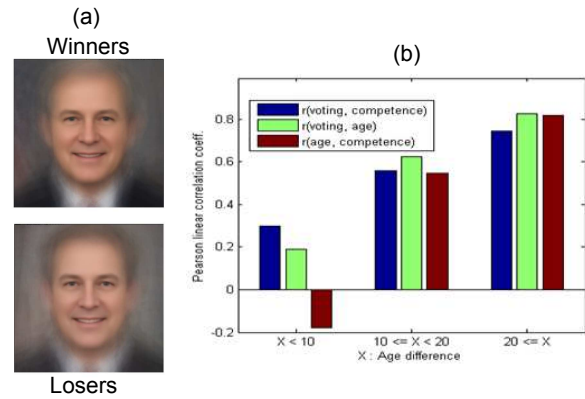 (a)
Winners
Losers
(b)
r(voting, competence)
r(voting, age)
r(age, competence)
Pearson linear correlation coeff.
0.8
0.6
0.4
0.2
0
-0.2
X < 10
10 <= X < 20
20 <= X
X : Age difference